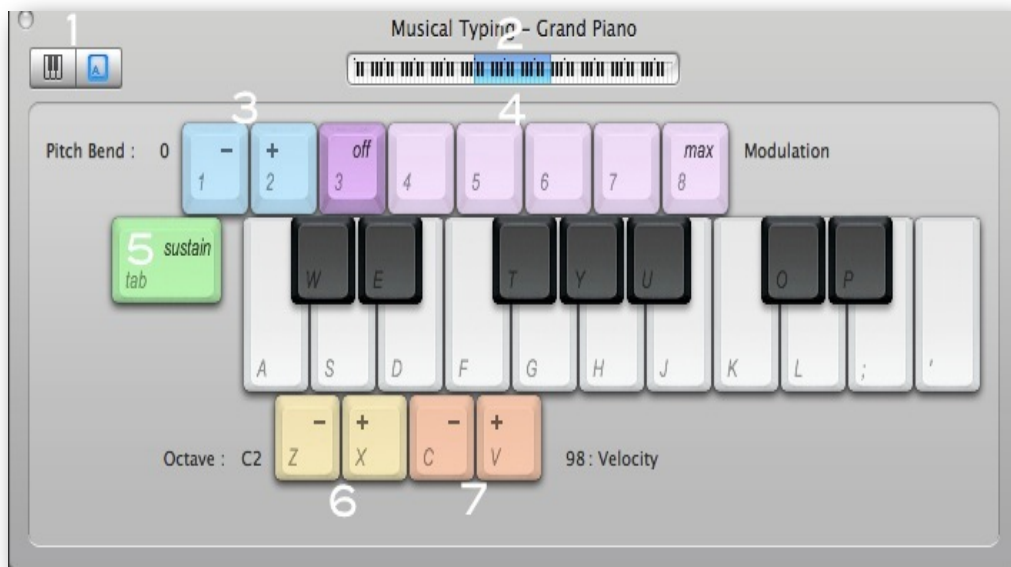 1
Musical Typing – Grand Piano
2
A
3
4
Pitch Bend : 0 - + off max Modulation
1 2 3 4 5 6 7 8
5 sustain
tab
W E T Y U O P
A S D F G H J K L ; '
- + - +
Octave : C2 Z X C V 98 : Velocity
6 7